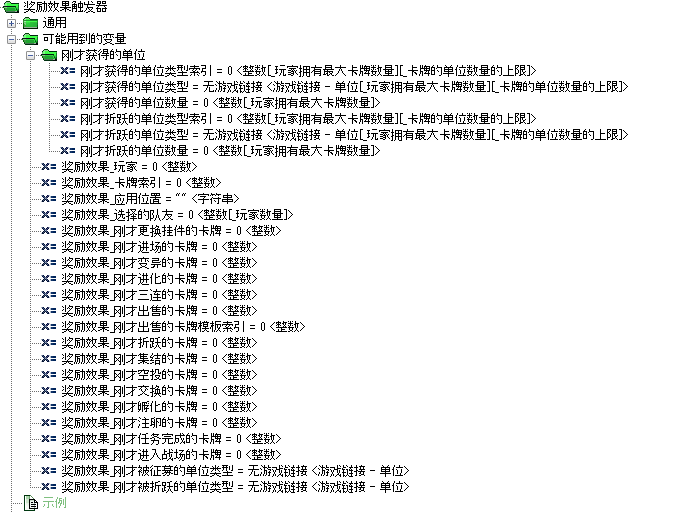 奖励效果触发器
通用
可能用到的变量
刚才获得的单位
刚才获得的单位类型索引 = 0 <整数[_玩家拥有最大卡牌数量][_卡牌的单位数量的上限]>
刚才获得的单位类型 = 无游戏链接 <游戏链接 - 单位[_玩家拥有最大卡牌数量][_卡牌的单位数量的上限]>
刚才获得的单位数量 = 0 <整数[_玩家拥有最大卡牌数量]>
刚才折跃的单位类型索引 = 0 <整数[_玩家拥有最大卡牌数量][_卡牌的单位数量的上限]>
刚才折跃的单位类型 = 无游戏链接 <游戏链接 - 单位[_玩家拥有最大卡牌数量][_卡牌的单位数量的上限]>
刚才折跃的单位数量 = 0 <整数[_玩家拥有最大卡牌数量]>
奖励效果_玩家 = 0 <整数>
奖励效果_卡牌索引 = 0 <整数>
奖励效果_应用位置 = "" <字符串>
奖励效果_选择的队友 = 0 <整数[_玩家数量]>
奖励效果_刚才更换挂件的卡牌 = 0 <整数>
奖励效果_刚才进场的卡牌 = 0 <整数>
奖励效果_刚才变异的卡牌 = 0 <整数>
奖励效果_刚才进化的卡牌 = 0 <整数>
奖励效果_刚才三连的卡牌 = 0 <整数>
奖励效果_刚才出售的卡牌 = 0 <整数>
奖励效果_刚才出售的卡牌模板索引 = 0 <整数>
奖励效果_刚才折跃的卡牌 = 0 <整数>
奖励效果_刚才集结的卡牌 = 0 <整数>
奖励效果_刚才空投的卡牌 = 0 <整数>
奖励效果_刚才交换的卡牌 = 0 <整数>
奖励效果_刚才孵化的卡牌 = 0 <整数>
奖励效果_刚才注卵的卡牌 = 0 <整数>
奖励效果_刚才任务完成的卡牌 = 0 <整数>
奖励效果_刚才进入战场的卡牌 = 0 <整数>
奖励效果_刚才被征募的单位类型 = 无游戏链接 <游戏链接 - 单位>
奖励效果_刚才被折跃的单位类型 = 无游戏链接 <游戏链接 - 单位>
示例